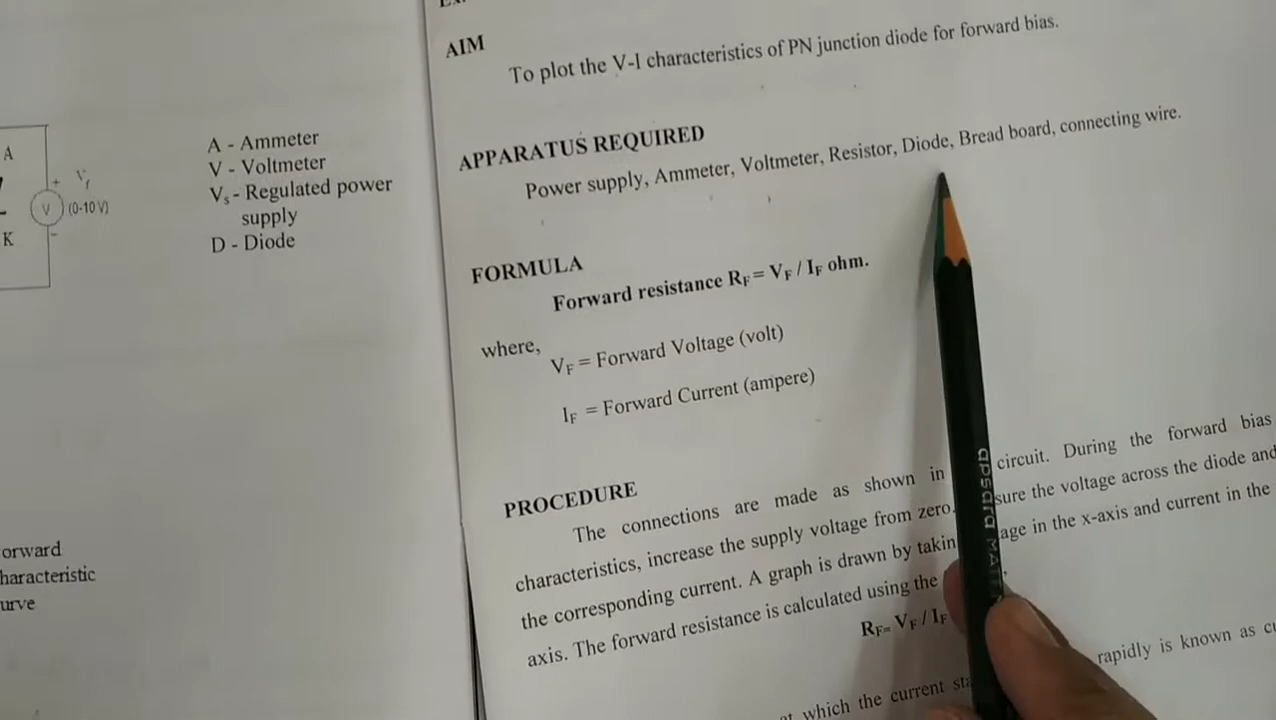 A
V_f
+
V
(0-10 V)
-
K
A - Ammeter
V - Voltmeter
V_s - Regulated power
supply
D - Diode
orward
haracteristic
urve
AIM
To plot the V-I characteristics of PN junction diode for forward bias.
APPARATUS REQUIRED
Power supply, Ammeter, Voltmeter, Resistor, Diode, Bread board, connecting wire.
FORMULA
Forward resistance R_F = V_F / I_F ohm.
where,
V_F = Forward Voltage (volt)
I_F = Forward Current (ampere)
PROCEDURE
The connections are made as shown in circuit. During the forward bias
characteristics, increase the supply voltage from zero. sure the voltage across the diode and
the corresponding current. A graph is drawn by takin age in the x-axis and current in the
axis. The forward resistance is calculated using the
R_F= V_F / I_F
which the current sta rapidly is known as cu
apsara MATT